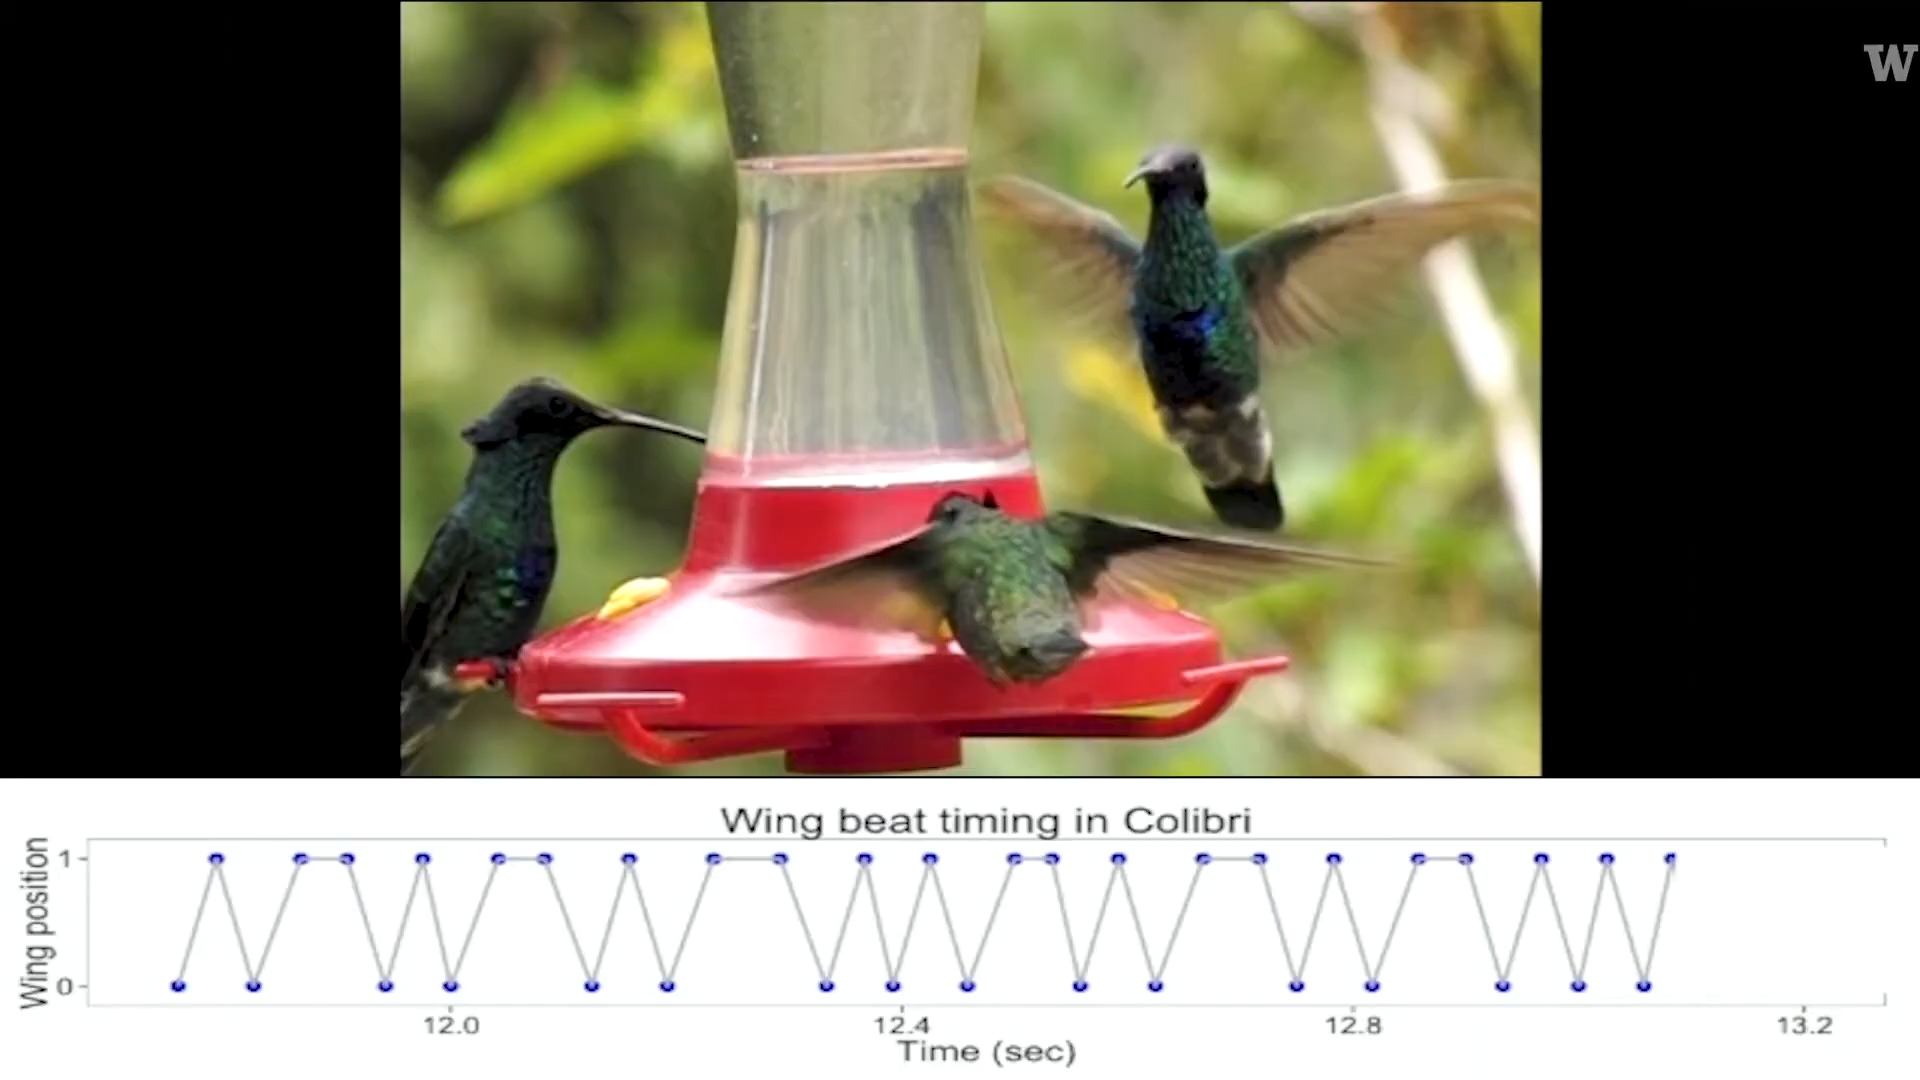 W
Wing beat timing in Colibri
Wing position
1
0
12.0
12.4
12.8
13.2
Time (sec)